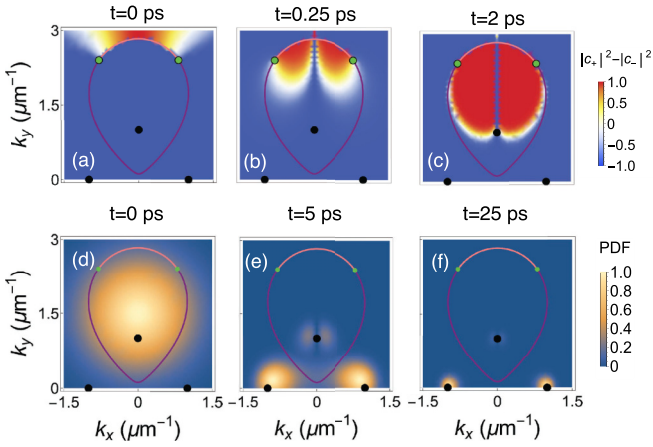 t=0 ps t=0.25 ps t=2 ps
|c₊|²−|c₋|²
3
1.5
0
k_y (μm⁻¹)
(a) (b) (c)
1.0
0.5
0
−0.5
−1.0
t=0 ps t=5 ps t=25 ps
PDF
3
1.5
0
k_y (μm⁻¹)
(d) (e) (f)
1.0
0.8
0.6
0.4
0.2
0
−1.5 0 1.5 −1.5 0 1.5 −1.5 0 1.5
k_x (μm⁻¹) k_x (μm⁻¹) k_x (μm⁻¹)